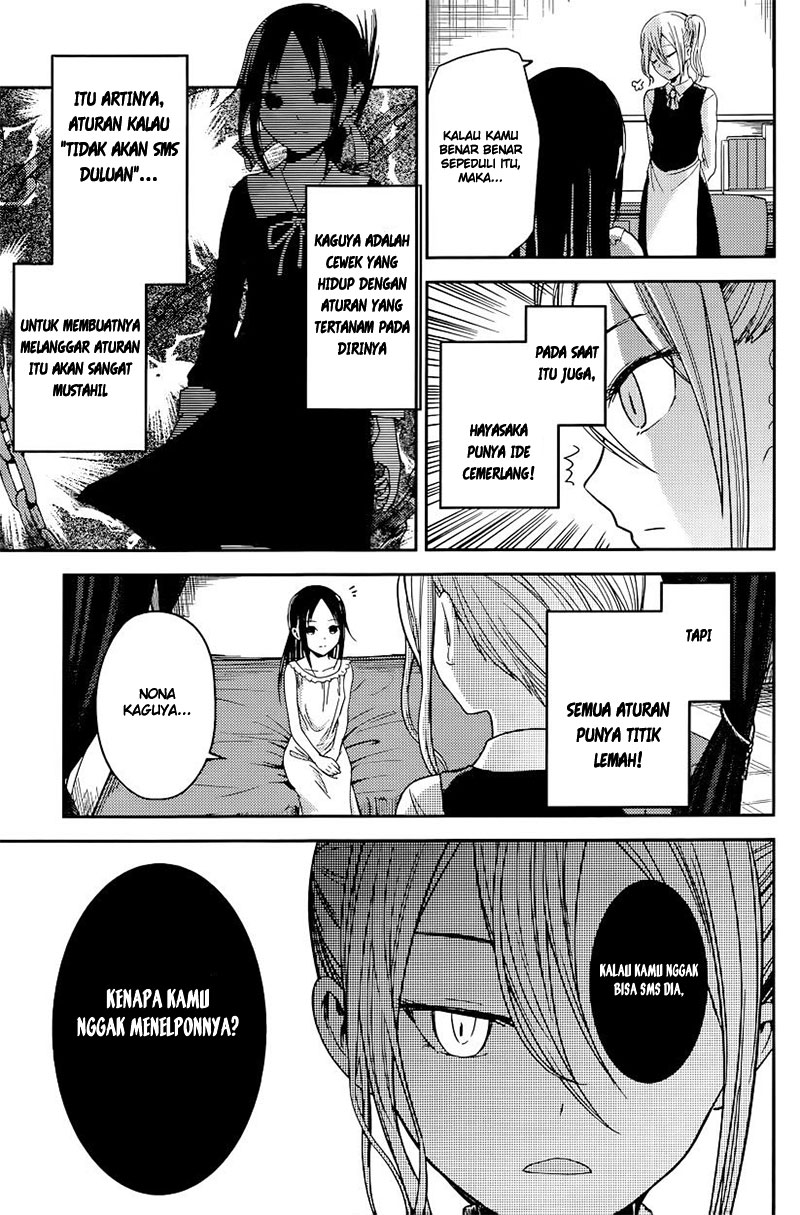 KALAU KAMU
BENAR BENAR
SEPEDULI ITU,
MAKA...
PADA SAAT
ITU JUGA,
HAYASAKA
PUNYA IDE
CEMERLANG!
KAGUYA ADALAH
CEWEK YANG
HIDUP DENGAN
ATURAN YANG
TERTANAM PADA
DIRINYA
ITU ARTINYA,
ATURAN KALAU
"TIDAK AKAN SMS
DULUAN"...
UNTUK MEMBUATNYA
MELANGGAR ATURAN
ITU AKAN SANGAT
MUSTAHIL
TAPI
SEMUA ATURAN
PUNYA TITIK
LEMAH!
NONA
KAGUYA...
KALAU KAMU NGGAK
BISA SMS DIA,
KENAPA KAMU
NGGAK MENELPONNYA?